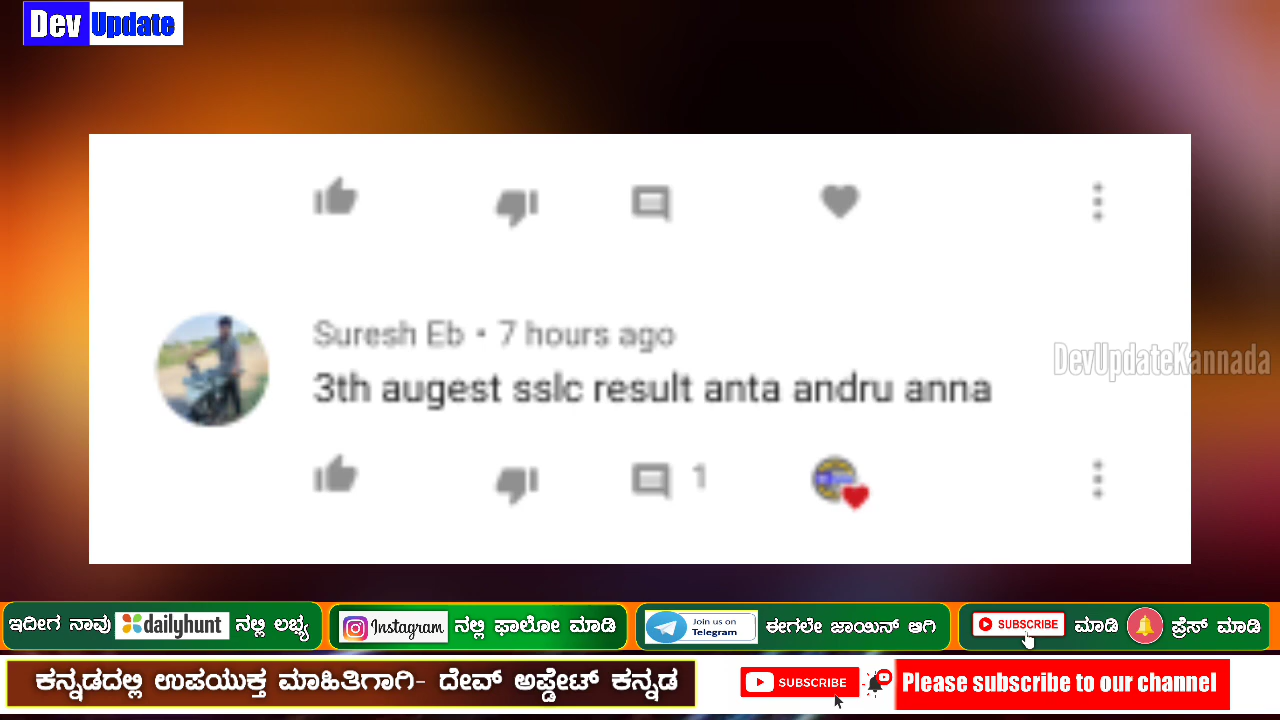 Dev Update
Suresh Eb • 7 hours ago
3th augest sslc result anta andru anna
1
DevUpdateKannada
ಇದೀಗ ನಾವು dailyhunt ನಲ್ಲಿ ಲಭ್ಯ
Instagram ನಲ್ಲಿ ಫಾಲೋ ಮಾಡಿ
Join us on
Telegram
ಈಗಲೇ ಜಾಯಿನ್ ಆಗಿ
SUBSCRIBE ಮಾಡಿ ಪ್ರೆಸ್ ಮಾಡಿ
ಕನ್ನಡದಲ್ಲಿ ಉಪಯುಕ್ತ ಮಾಹಿತಿಗಾಗಿ- ದೇವ್ ಅಪ್ಡೇಟ್ ಕನ್ನಡ
SUBSCRIBE
Please subscribe to our channel